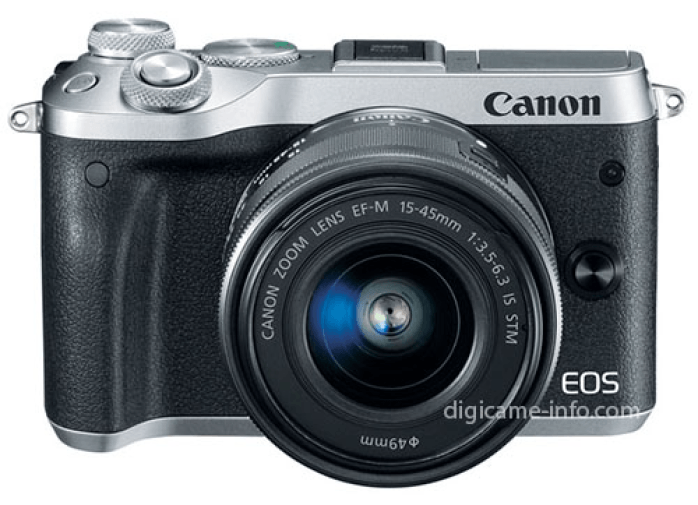 Canon
Canon
CANON ZOOM LENS EF-M 15-45mm 1:3.5-6.3 IS STM
EOS
digicame-info.com
ϕ49mm